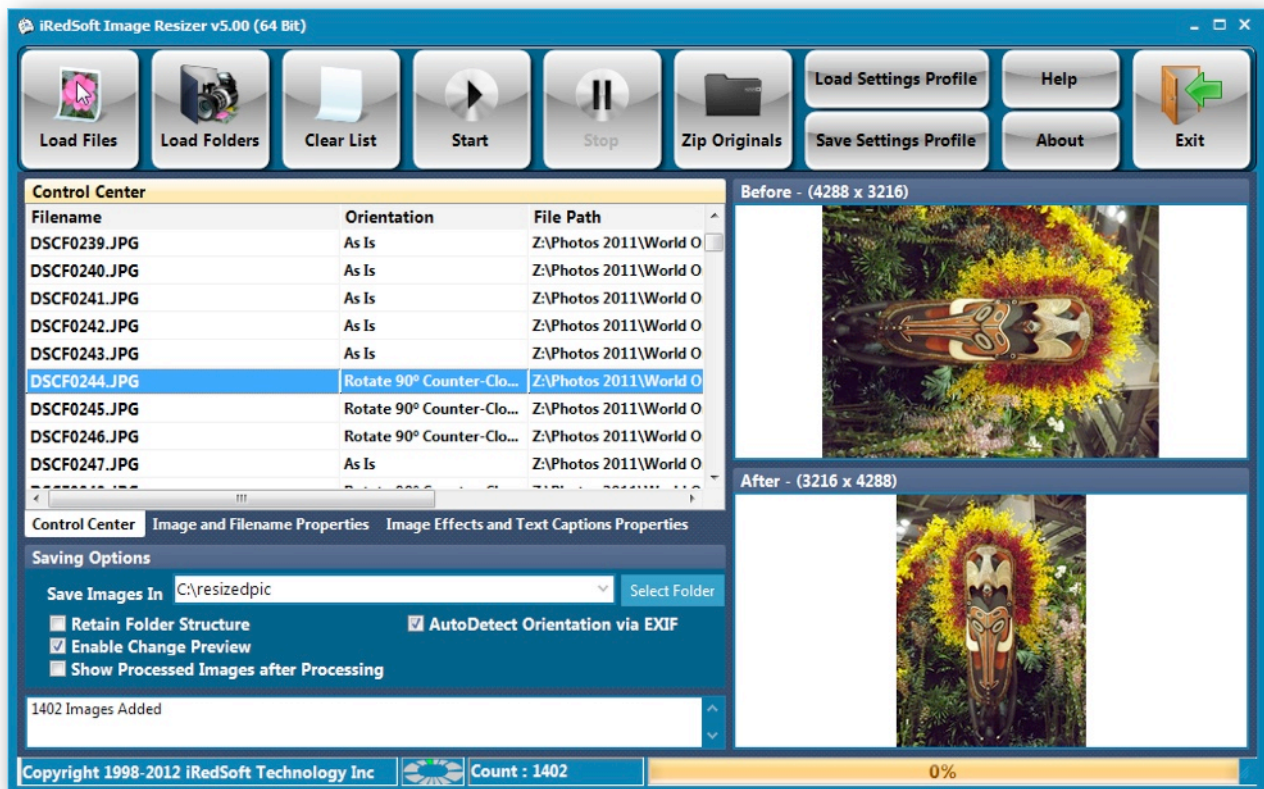 iRedSoft Image Resizer v5.00 (64 Bit)
Load Files Load Folders Clear List Start Stop Zip Originals Load Settings Profile Help Exit
Save Settings Profile About
Control Center
Filename Orientation File Path
DSCF0239.JPG As Is Z:\Photos 2011\World O
DSCF0240.JPG As Is Z:\Photos 2011\World O
DSCF0241.JPG As Is Z:\Photos 2011\World O
DSCF0242.JPG As Is Z:\Photos 2011\World O
DSCF0243.JPG As Is Z:\Photos 2011\World O
DSCF0244.JPG Rotate 90º Counter-Clo... Z:\Photos 2011\World O
DSCF0245.JPG Rotate 90º Counter-Clo... Z:\Photos 2011\World O
DSCF0246.JPG Rotate 90º Counter-Clo... Z:\Photos 2011\World O
DSCF0247.JPG As Is Z:\Photos 2011\World O
Control Center Image and Filename Properties Image Effects and Text Captions Properties
Saving Options
Save Images In C:\resizedpic Select Folder
Retain Folder Structure AutoDetect Orientation via EXIF
Enable Change Preview
Show Processed Images after Processing
1402 Images Added
Before - (4288 x 3216)
After - (3216 x 4288)
Copyright 1998-2012 iRedSoft Technology Inc Count : 1402 0%